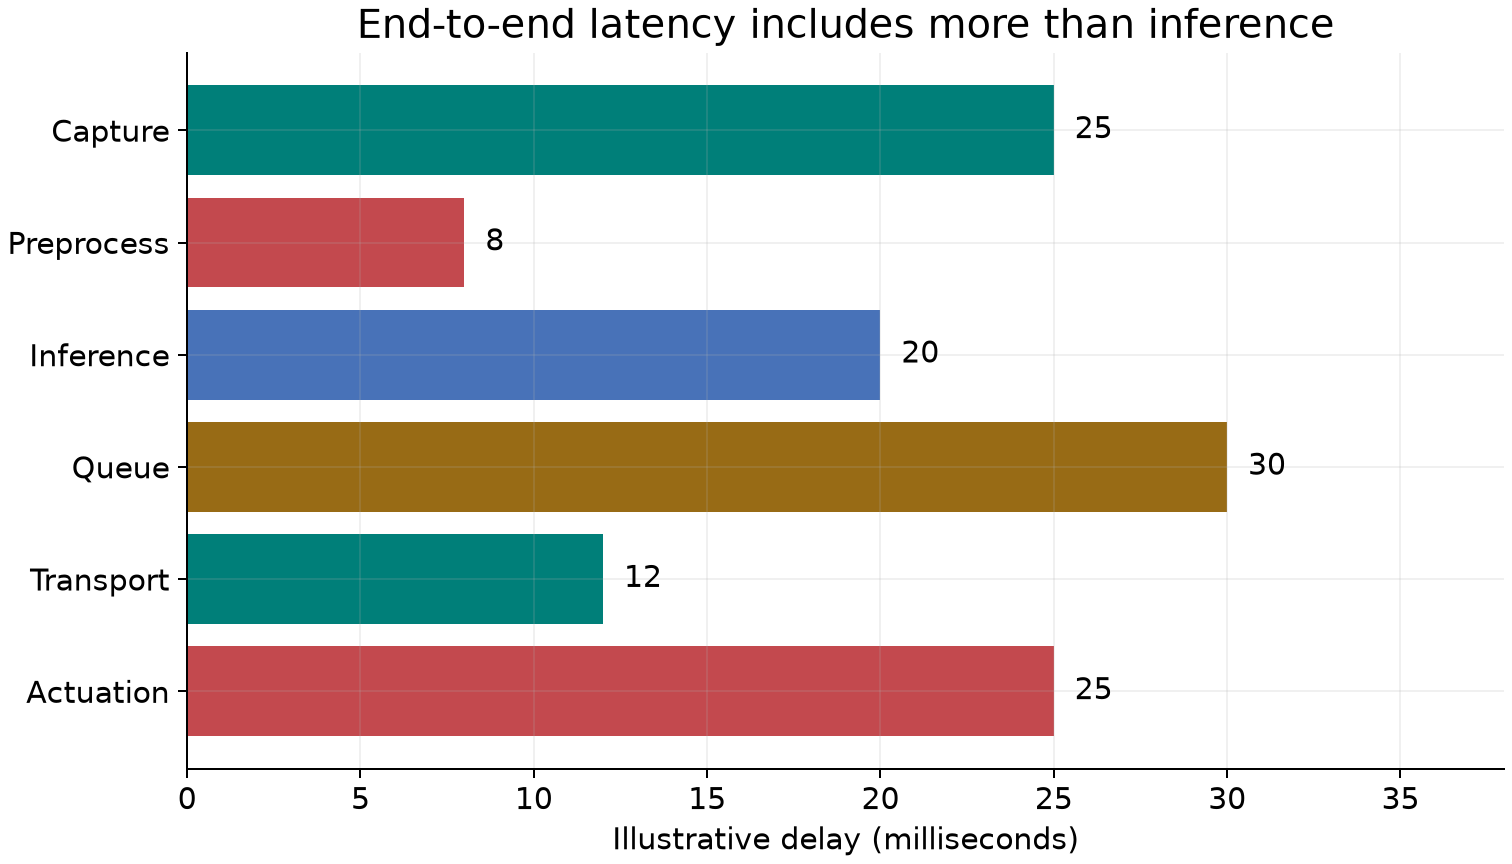 End-to-end latency includes more than inference
Capture
25
Preprocess
8
Inference
20
Queue
30
Transport
12
Actuation
25
0 5 10 15 20 25 30 35
Illustrative delay (milliseconds)